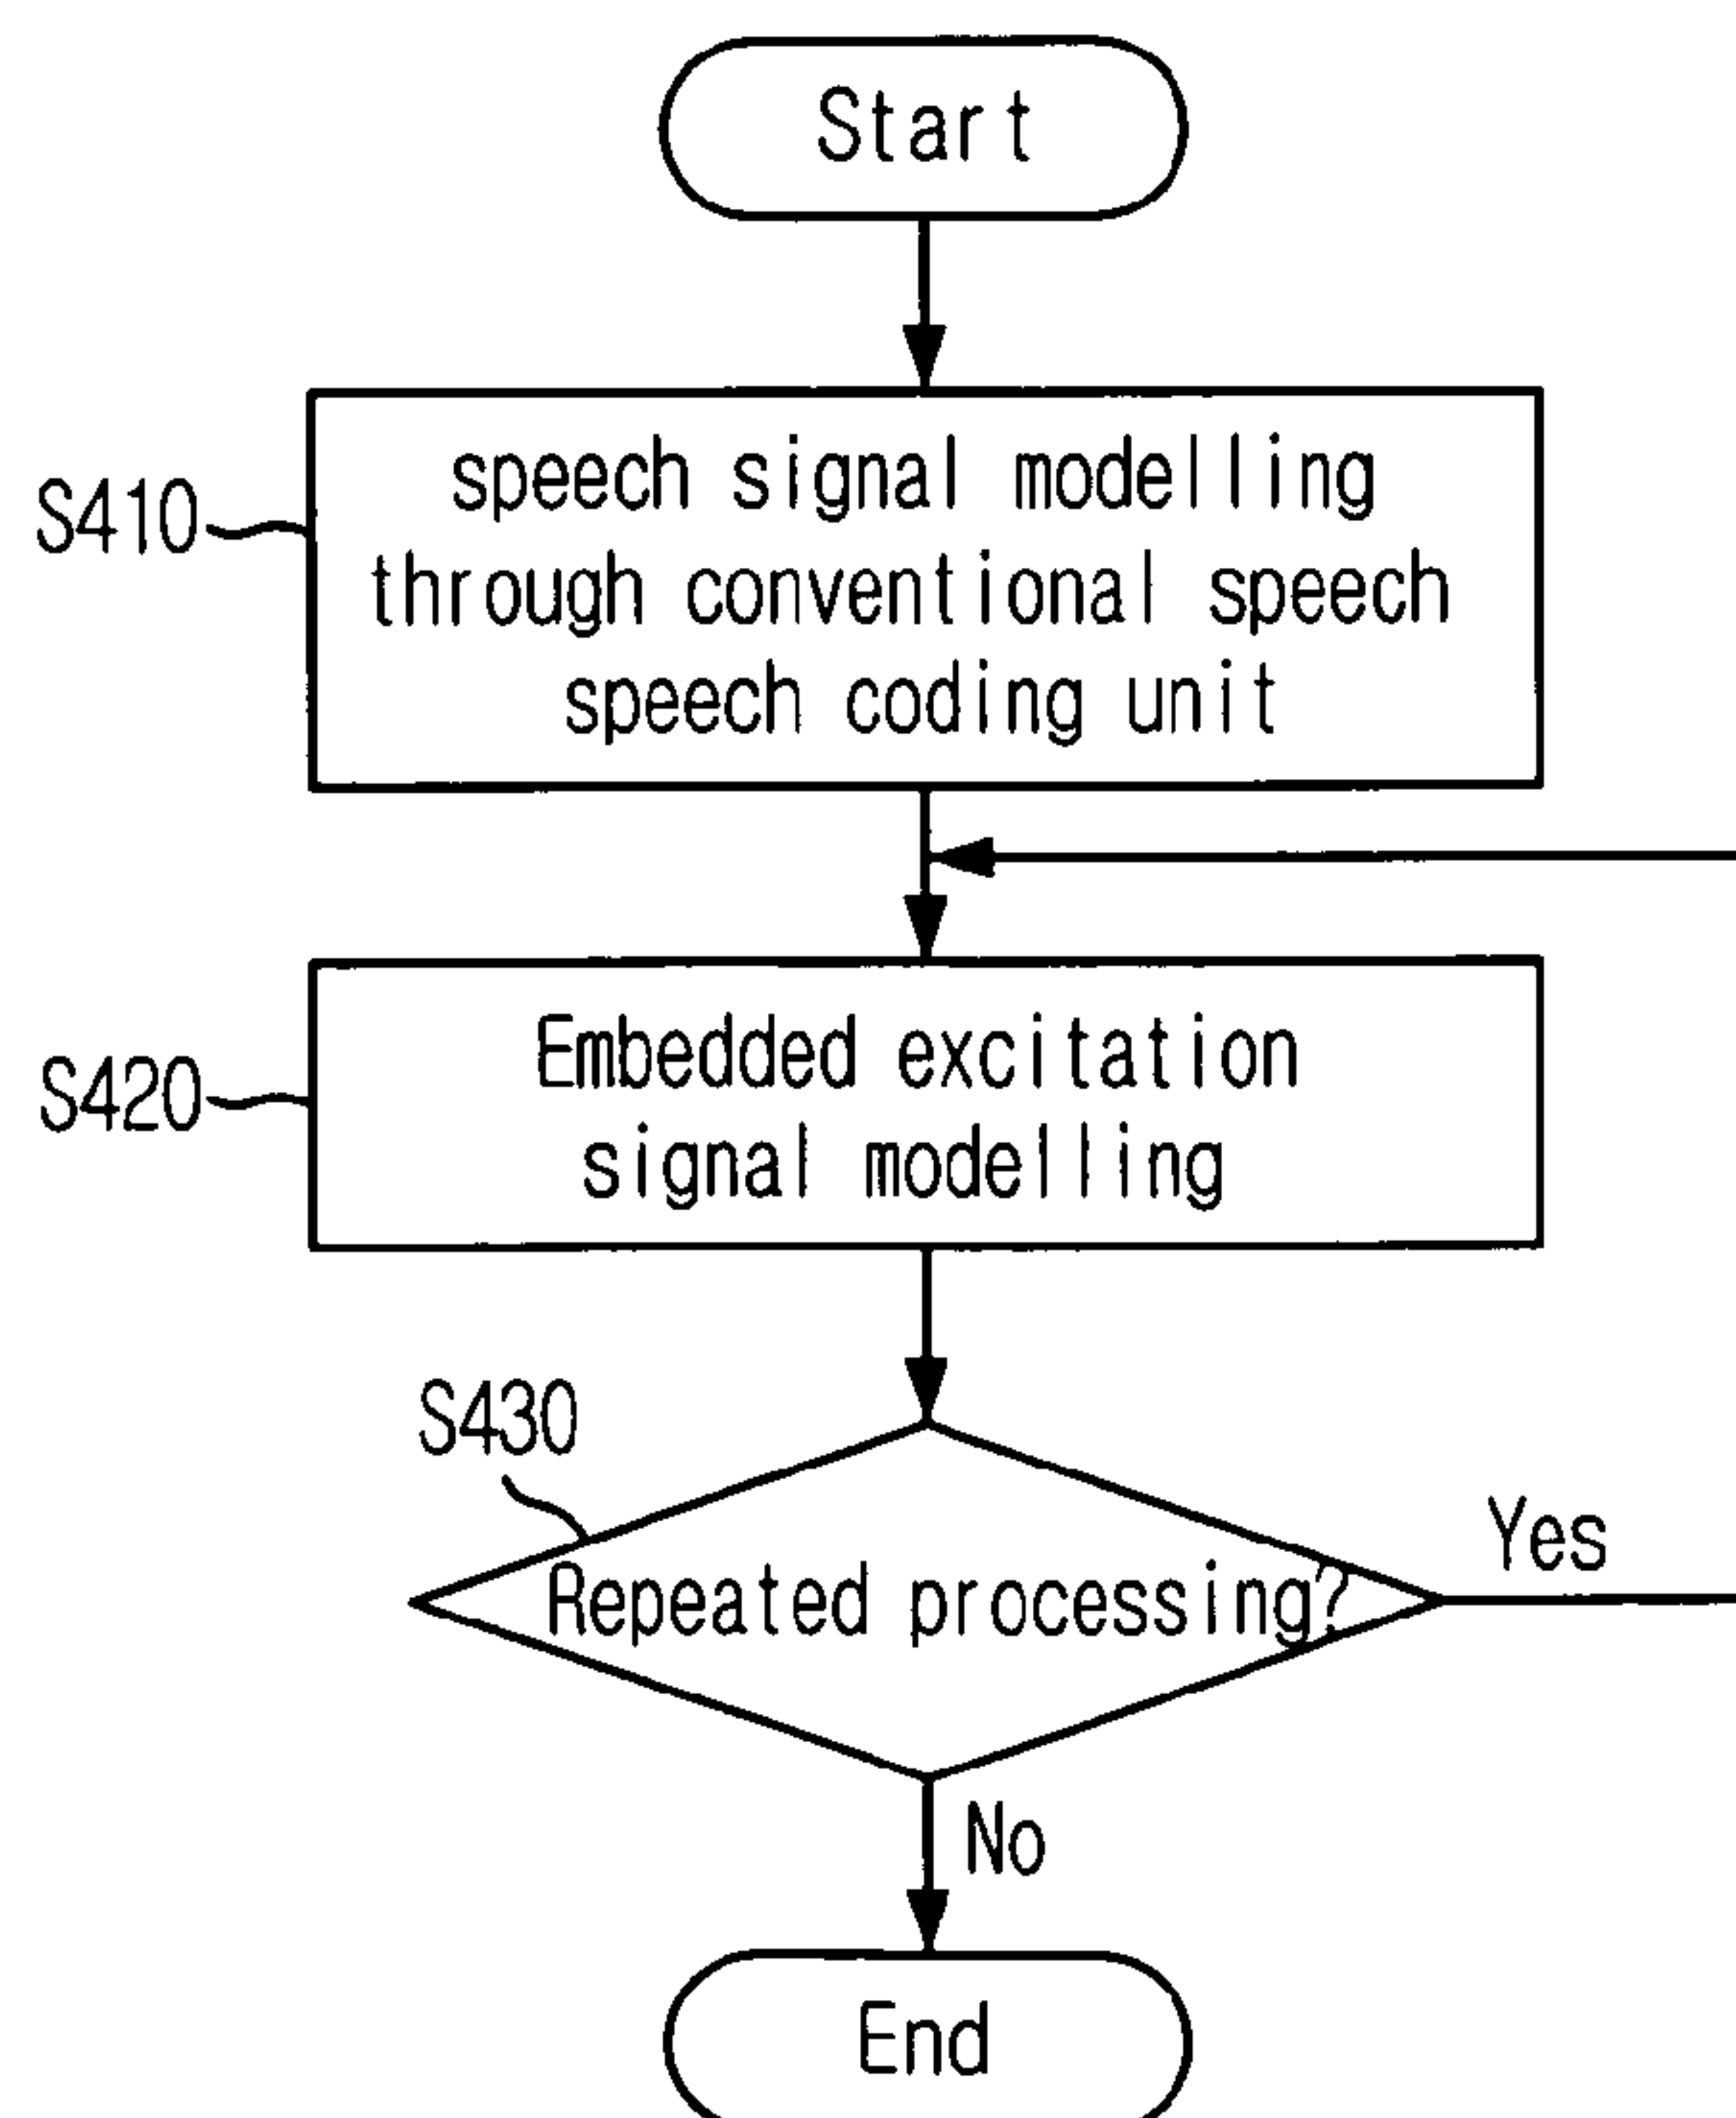 Start
S410
speech signal modelling
through conventional speech
speech coding unit
S420
Embedded excitation
signal modelling
S430
Repeated processing?
Yes
No
End